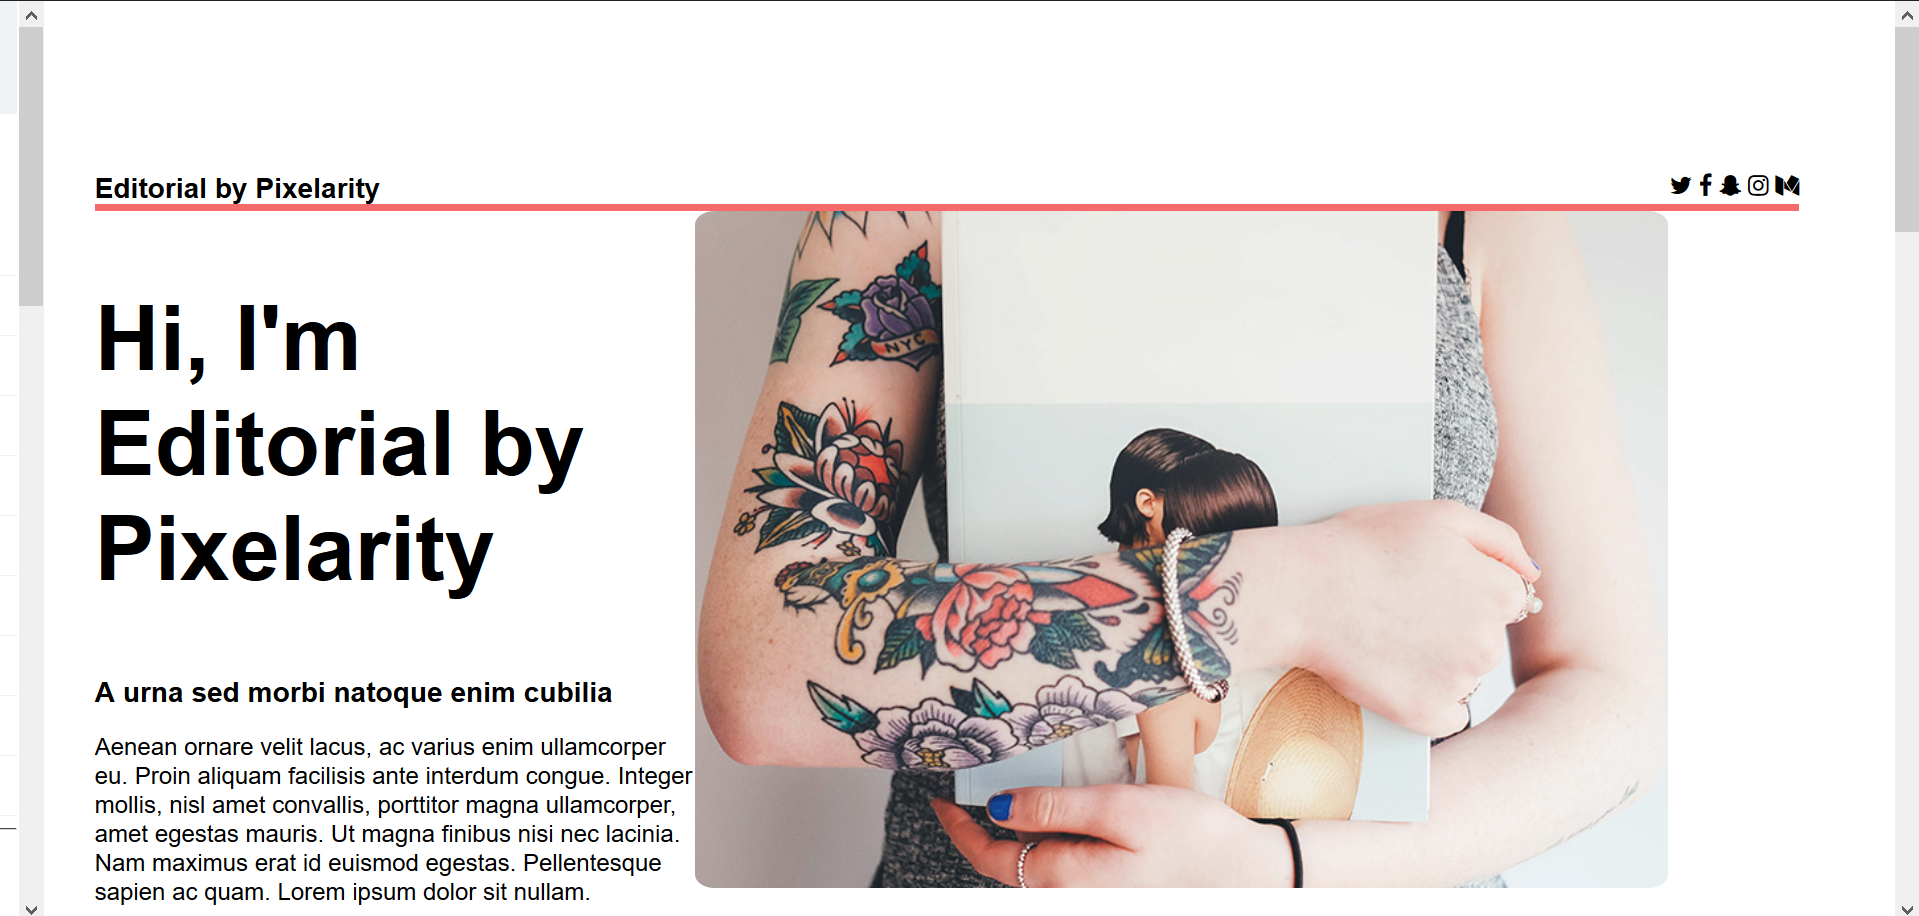 Editorial by Pixelarity
Hi, I'm
Editorial by
Pixelarity
NYC
A urna sed morbi natoque enim cubilia
Aenean ornare velit lacus, ac varius enim ullamcorper
eu. Proin aliquam facilisis ante interdum congue. Integer
mollis, nisl amet convallis, porttitor magna ullamcorper,
amet egestas mauris. Ut magna finibus nisi nec lacinia.
Nam maximus erat id euismod egestas. Pellentesque
sapien ac quam. Lorem ipsum dolor sit nullam.